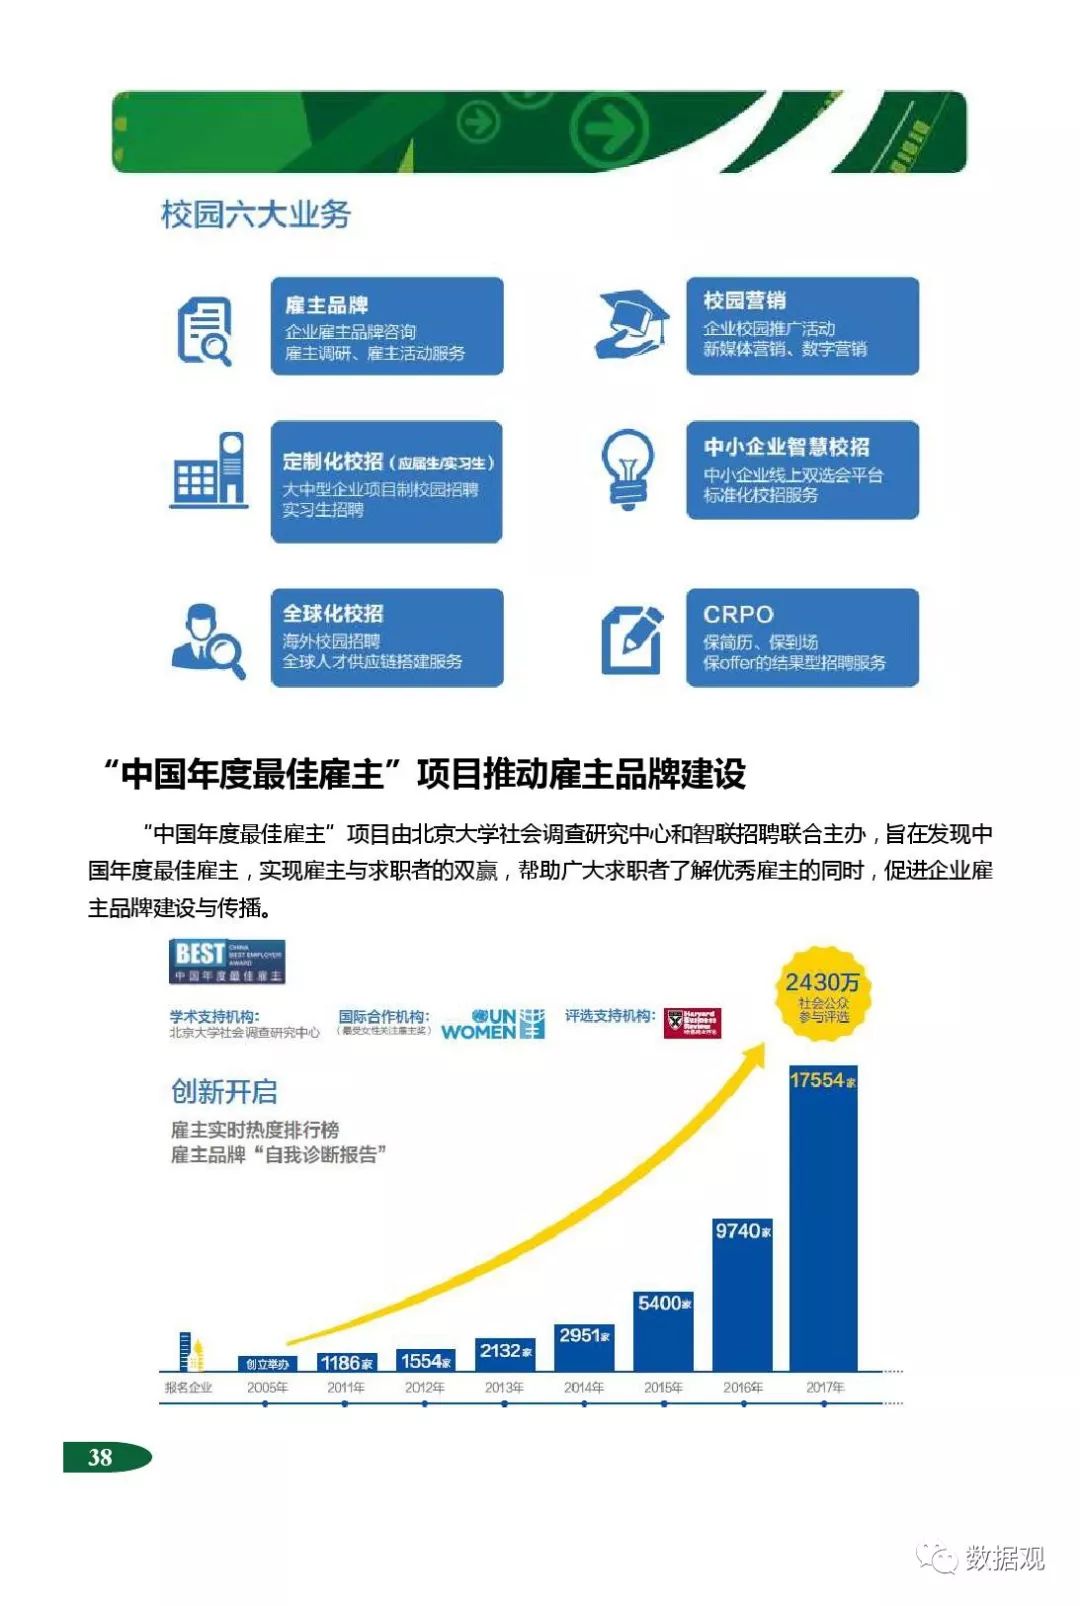 校园六大业务
雇主品牌
企业雇主品牌咨询
雇主调研、雇主活动服务
校园营销
企业校园推广活动
新媒体营销、数字营销
定制化校招（应届生/实习生）
大中型企业项目制校园招聘
实习生招聘
中小企业智慧校招
中小企业线上双选会平台
标准化校招服务
全球化校招
海外校园招聘
全球人才供应链搭建服务
CRPO
保简历、保到场
保offer的结果型招聘服务
“中国年度最佳雇主”项目推动雇主品牌建设
“中国年度最佳雇主”项目由北京大学社会调查研究中心和智联招聘联合主办，旨在发现中
国年度最佳雇主，实现雇主与求职者的双赢，帮助广大求职者了解优秀雇主的同时，促进企业雇
主品牌建设与传播。
BEST
CHINA
BEST EMPLOYER
AWARD
中国年度最佳雇主
2430万
社会公众
参与评选
学术支持机构：
北京大学社会调查研究中心
国际合作机构：
（最受女性关注雇主奖）
UN
WOMEN
评选支持机构：
Harvard
Business
Review
创新开启
雇主实时热度排行榜
雇主品牌“自我诊断报告”
17554家
9740家
5400家
2951家
2132家
1554家
1186家
创立举办
报名企业 2005年 2011年 2012年 2013年 2014年 2015年 2016年 2017年
38
数据观